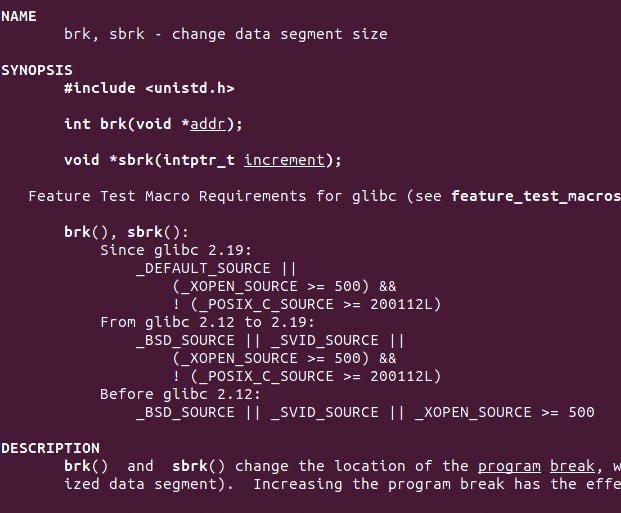 NAME
brk, sbrk - change data segment size
SYNOPSIS
#include <unistd.h>
int brk(void *addr);
void *sbrk(intptr_t increment);
Feature Test Macro Requirements for glibc (see feature_test_macros
brk(), sbrk():
Since glibc 2.19:
_DEFAULT_SOURCE ||
(_XOPEN_SOURCE >= 500) &&
! (_POSIX_C_SOURCE >= 200112L)
From glibc 2.12 to 2.19:
_BSD_SOURCE || _SVID_SOURCE ||
(_XOPEN_SOURCE >= 500) &&
! (_POSIX_C_SOURCE >= 200112L)
Before glibc 2.12:
_BSD_SOURCE || _SVID_SOURCE || _XOPEN_SOURCE >= 500
DESCRIPTION
brk() and sbrk() change the location of the program break,
ized data segment). Increasing the program break has the effe